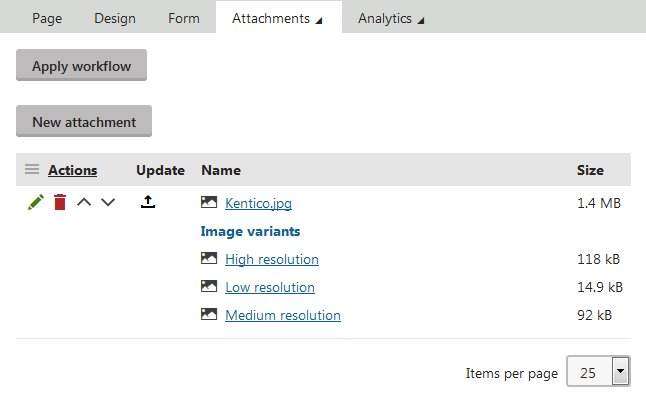 Page Design Form Attachments Analytics
Apply workflow
New attachment
Actions Update Name Size
Kentico.jpg 1.4 MB
Image variants
High resolution 118 kB
Low resolution 14.9 kB
Medium resolution 92 kB
Items per page 25